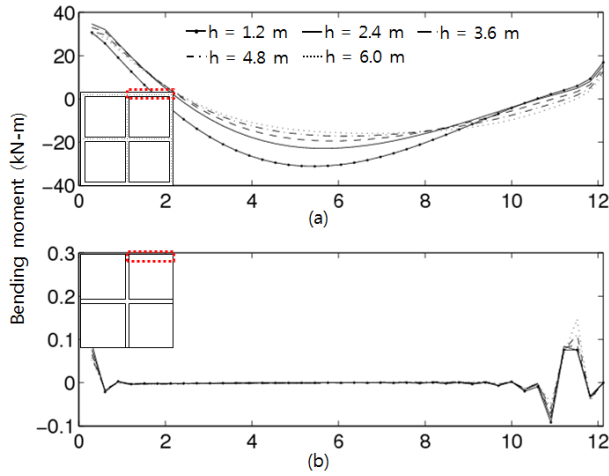 40
20
0
-20
-40
h = 1.2 m
h = 2.4 m
h = 3.6 m
h = 4.8 m
h = 6.0 m
0 2 4 6 8 10 12
(a)
Bending moment (kN-m)
0.3
0.2
0.1
0
-0.1
0 2 4 6 8 10 12
(b)